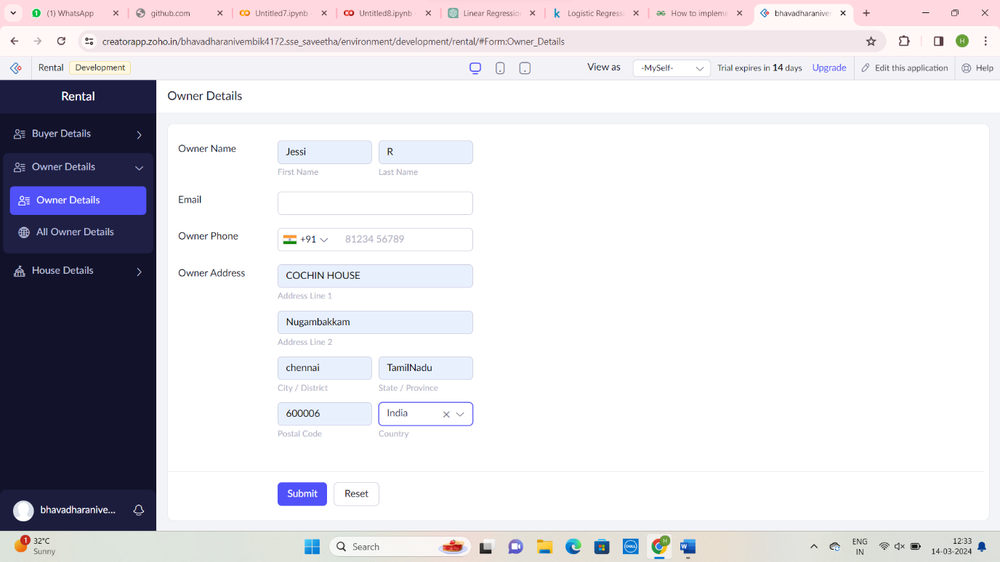 (1) WhatsApp
github.com
Untitled7.ipynb
Untitled8.ipynb
Linear Regression
Logistic Regressi
How to impleme
bhavadharaniver
creatorapp.zoho.in/bhavadharanivembik4172.sse_saveetha/environment/development/rental/#Form:Owner_Details
H
Rental
Development
View as
-MySelf-
Trial expires in 14 days
Upgrade
Edit this application
Help
Rental
Owner Details
Buyer Details
Owner Details
Owner Details
All Owner Details
House Details
Owner Name
Jessi
R
First Name
Last Name
Email
Owner Phone
+91
81234 56789
Owner Address
COCHIN HOUSE
Address Line 1
Nugambakkam
Address Line 2
chennai
TamilNadu
City / District
State / Province
600006
India
Postal Code
Country
Submit
Reset
bhavadharanive...
1
32°C
Sunny
Search
DELL
H
ENG
IN
12:33
14-03-2024